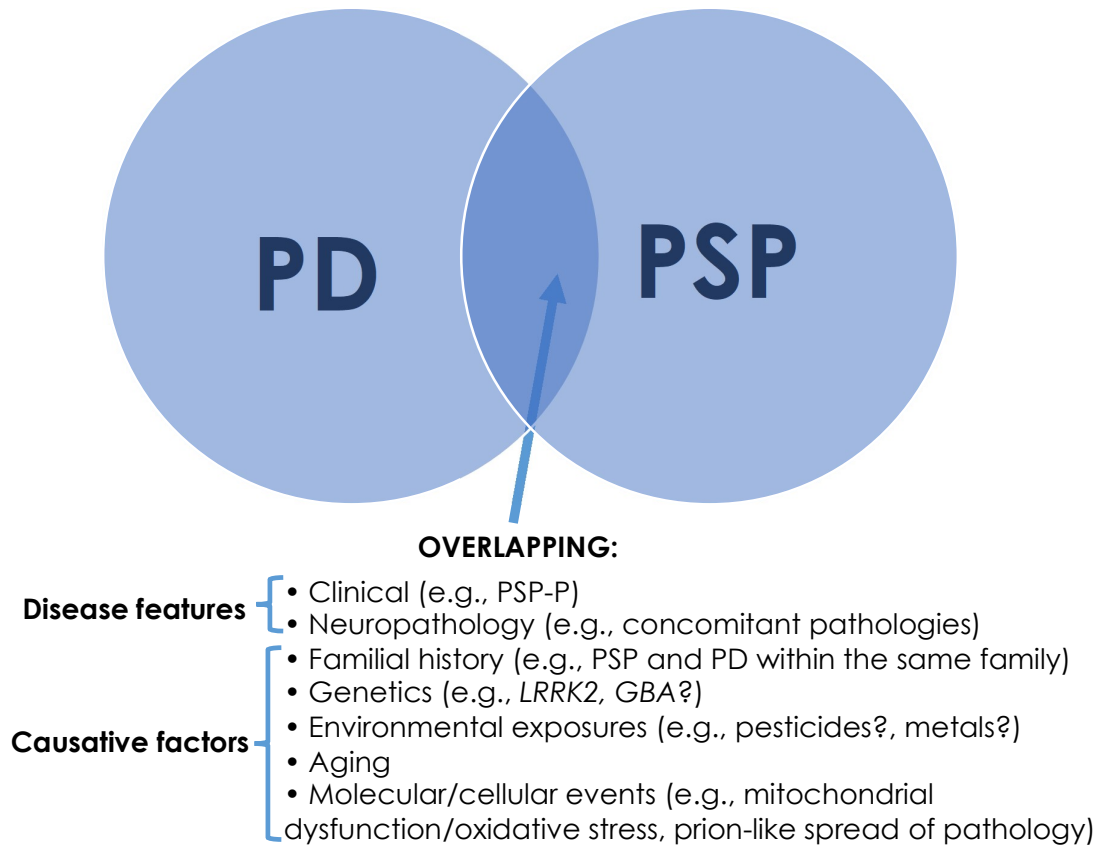 PD
PSP
OVERLAPPING:
Disease features
• Clinical (e.g., PSP-P)
• Neuropathology (e.g., concomitant pathologies)
Causative factors
• Familial history (e.g., PSP and PD within the same family)
• Genetics (e.g., LRRK2, GBA?)
• Environmental exposures (e.g., pesticides?, metals?)
• Aging
• Molecular/cellular events (e.g., mitochondrial
dysfunction/oxidative stress, prion-like spread of pathology)